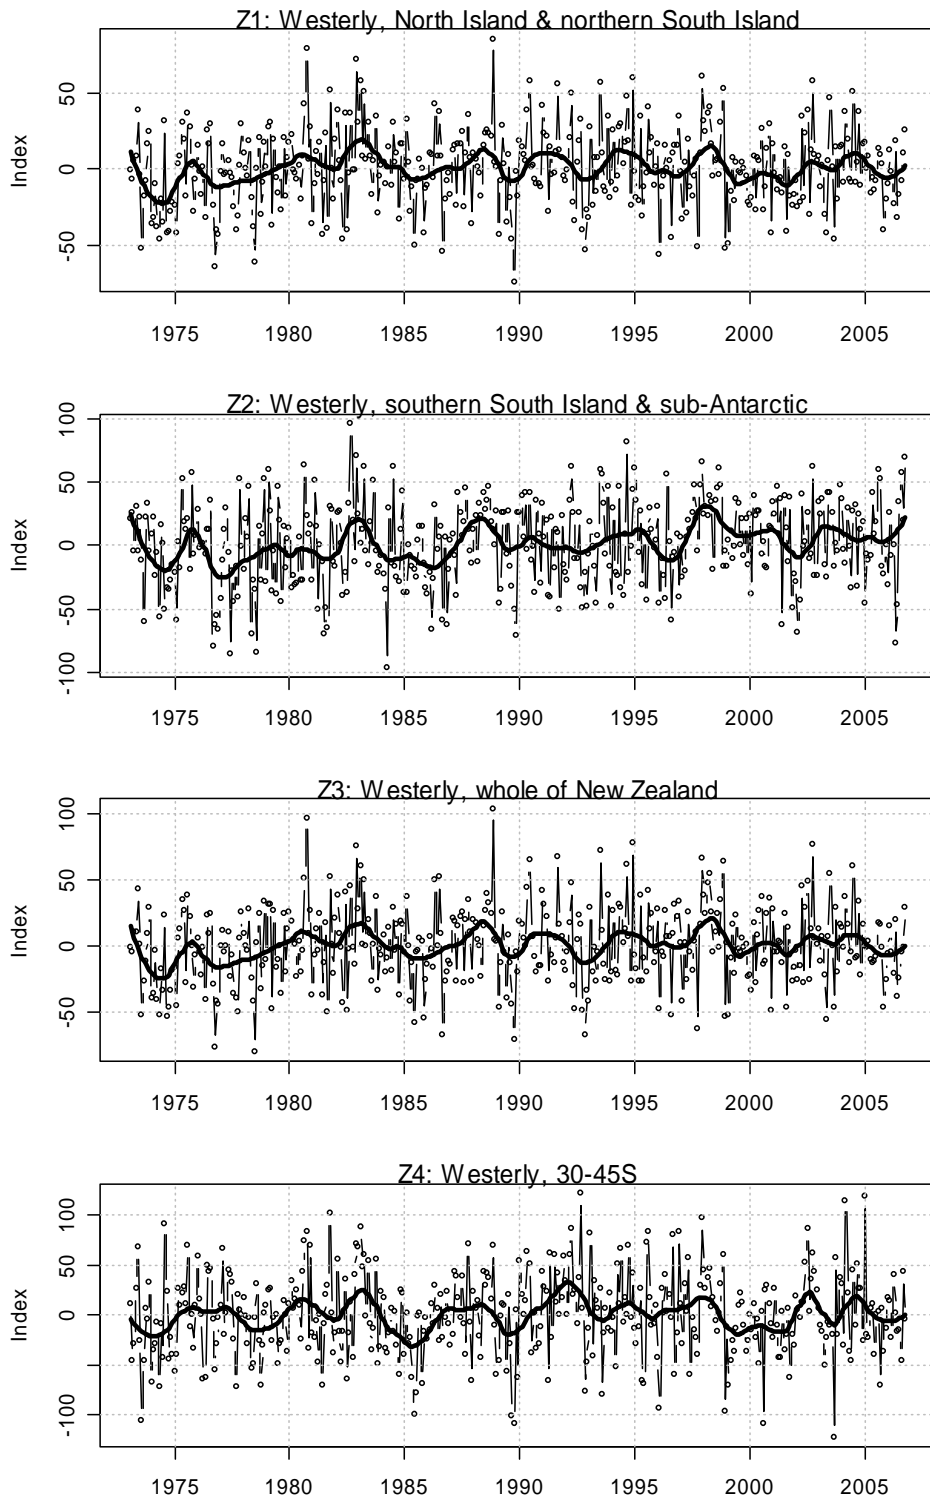 Z1: Westerly, North Island & northern South Island
50
0
-50
Index
1975 1980 1985 1990 1995 2000 2005
Z2: Westerly, southern South Island & sub-Antarctic
100
50
0
-50
-100
Index
1975 1980 1985 1990 1995 2000 2005
Z3: Westerly, whole of New Zealand
100
50
0
-50
Index
1975 1980 1985 1990 1995 2000 2005
Z4: Westerly, 30-45S
100
50
0
-100
Index
1975 1980 1985 1990 1995 2000 2005